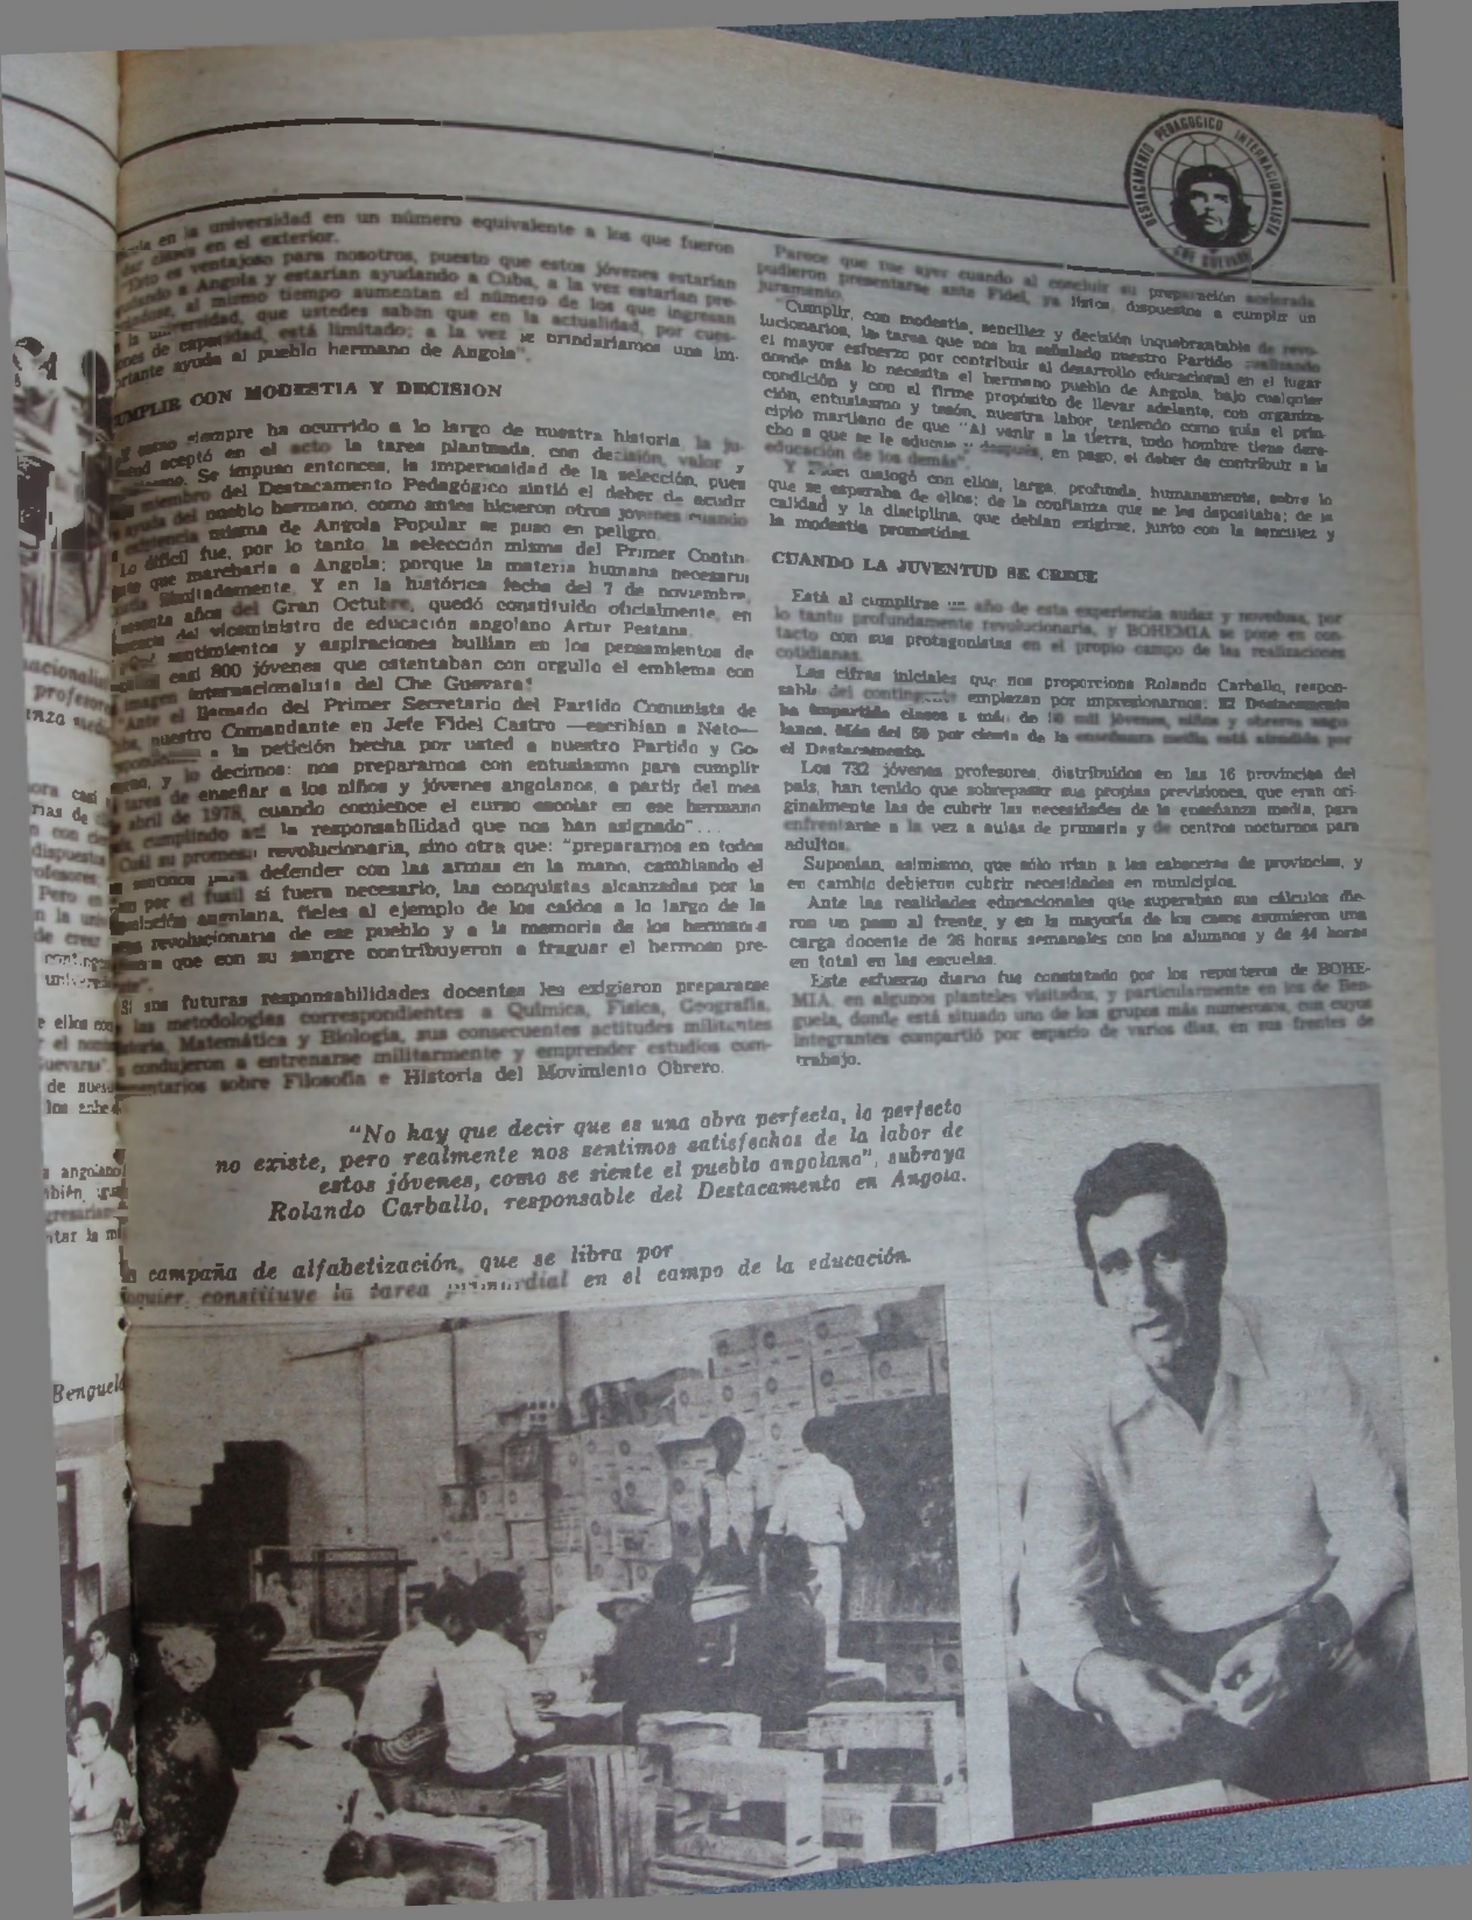 DESTACAMENTO PEDAGOGICO INTERNACIONALISTA
CHE GUEVARA
en la universidad en un número equivalente a los que fueron
clases en el exterior.
"Esto es ventajoso para nosotros, puesto que estos jóvenes estarían
a Angola y estarían ayudando a Cuba, a la vez estarían pre-
al mismo tiempo aumentan el número de los que ingresan
universidad, que ustedes saben que en la actualidad, por cues-
de capacidad, está limitado; a la vez le brindaríamos una im-
portante ayuda al pueblo hermano de Angola".
CUMPLIR CON MODESTIA Y DECISION
Y como siempre ha ocurrido a lo largo de nuestra historia la ju-
ventud aceptó en el acto la tarea planteada, con decisión, valor y
Se impuso entonces, la imperiosidad de la selección, pues
miembro del Destacamento Pedagógico sintió el deber de acudir
ayuda del pueblo hermano, como antes hicieron otros jóvenes cuando
existencia misma de Angola Popular se puso en peligro.
Lo difícil fue, por lo tanto, la selección misma del Primer Contin-
gente que marcharía a Angola; porque la materia humana necesaria
ilimitadamente. Y en la histórica fecha del 7 de noviembre,
sesenta años del Gran Octubre, quedó constituido oficialmente, en
presencia del viceministro de educación angolano Artur Pestana.
¡Qué sentimientos y aspiraciones bullían en los pensamientos de
casi 800 jóvenes que ostentaban con orgullo el emblema con
imagen internacionalista del Che Guevara!
"Ante el llamado del Primer Secretario del Partido Comunista de
Cuba, nuestro Comandante en Jefe Fidel Castro —escribían a Neto—
a la petición hecha por usted a nuestro Partido y Go-
bierno, y le decimos: nos preparamos con entusiasmo para cumplir
tarea de enseñar a los niños y jóvenes angolanos, a partir del mes
abril de 1978, cuando comience el curso escolar en ese hermano
cumpliendo así la responsabilidad que nos han asignado"...
Cuál su promesa revolucionaria, sino otra que: "prepararnos en todos
sentidos para defender con las armas en la mano, cambiando el
por el fusil si fuera necesario, las conquistas alcanzadas por la
revolución angolana, fieles al ejemplo de los caídos a lo largo de la
revolucionaria de ese pueblo y a la memoria de los hermanos
que con su sangre contribuyeron a fraguar el hermoso pre-
Si sus futuras responsabilidades docentes les exigieron prepararse
las metodologías correspondientes a Química, Física, Geografía,
Historia, Matemática y Biología, sus consecuentes actitudes militantes
condujeron a entrenarse militarmente y emprender estudios com-
plementarios sobre Filosofía e Historia del Movimiento Obrero.
Parece que fue ayer cuando al concluir su preparación acelerada
pudieron presentarse ante Fidel, ya listos, dispuestos a cumplir un
juramento.
"Cumplir, con modestia, sencillez y decisión inquebrantable de revo-
lucionarios, la tarea que nos ha señalado nuestro Partido realizando
el mayor esfuerzo por contribuir al desarrollo educacional en el lugar
donde más lo necesita el hermano pueblo de Angola, bajo cualquier
condición y con el firme propósito de llevar adelante, con organiza-
ción, entusiasmo y tesón, nuestra labor, teniendo como guía el prin-
cipio martiano de que "Al venir a la tierra, todo hombre tiene dere-
cho a que se le eduque y después, en pago, el deber de contribuir a la
educación de los demás".
Y Fidel dialogó con ellos, larga, profunda, humanamente, sobre lo
que se esperaba de ellos; de la confianza que se les depositaba; de la
calidad y la disciplina, que debían exigirse, junto con la sencillez y
la modestia prometidas.
CUANDO LA JUVENTUD SE CRECE
Está al cumplirse un año de esta experiencia audaz y novedosa, por
lo tanto profundamente revolucionaria, y BOHEMIA se pone en con-
tacto con sus protagonistas en el propio campo de las realizaciones
cotidianas.
Las cifras iniciales que nos proporciona Rolando Carballo, respon-
sable del contingente emplazan por impresionarnos: El Destacamento
ha impartido clases a más de 50 mil jóvenes, niños y obreros ango-
lanos. Más del 50 por ciento de la enseñanza media está atendida por
el Destacamento.
Los 732 jóvenes profesores, distribuidos en las 16 provincias del
país, han tenido que sobrepasar sus propias previsiones, que eran ori-
ginalmente las de cubrir las necesidades de la enseñanza media, para
enfrentarse a la vez a aulas de primaria y de centros nocturnos para
adultos.
Suponían, asimismo, que sólo irían a las cabeceras de provincias, y
en cambio debieron cubrir necesidades en municipios.
Ante las realidades educacionales que superaban sus cálculos die-
ron un paso al frente, y en la mayoría de los casos asumieron una
carga docente de 26 horas semanales con los alumnos y de 44 horas
en total en las escuelas.
Este esfuerzo diario fue constatado por los reporteros de BOHE-
MIA, en algunos planteles visitados, y particularmente en los de Ben-
guela, donde está situado uno de los grupos más numerosos, con cuyos
integrantes compartió por espacio de varios días, en sus frentes de
trabajo.
"No hay que decir que es una obra perfecta, lo perfecto
no existe, pero realmente nos sentimos satisfechos de la labor de
estos jóvenes, como se siente el pueblo angolano", subraya
Rolando Carballo, responsable del Destacamento en Angola.
campaña de alfabetización, que se libra por
doquier, constituye la tarea primordial en el campo de la educación.
Benguela